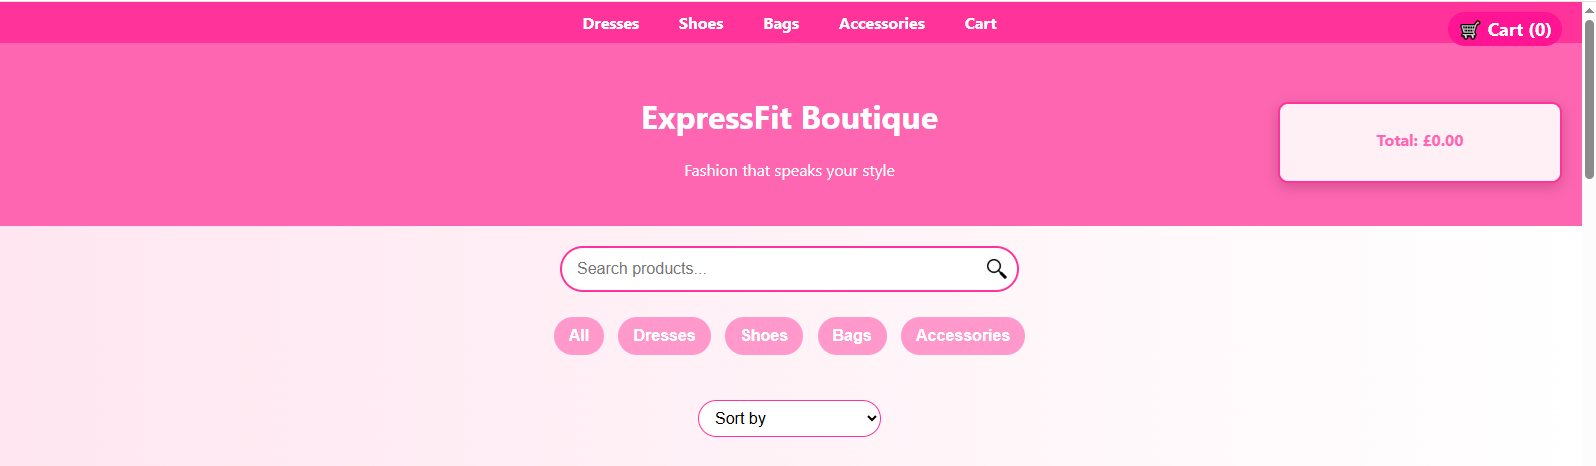 Dresses Shoes Bags Accessories Cart
Cart (0)
ExpressFit Boutique
Total: £0.00
Fashion that speaks your style
Search products...
All Dresses Shoes Bags Accessories
Sort by